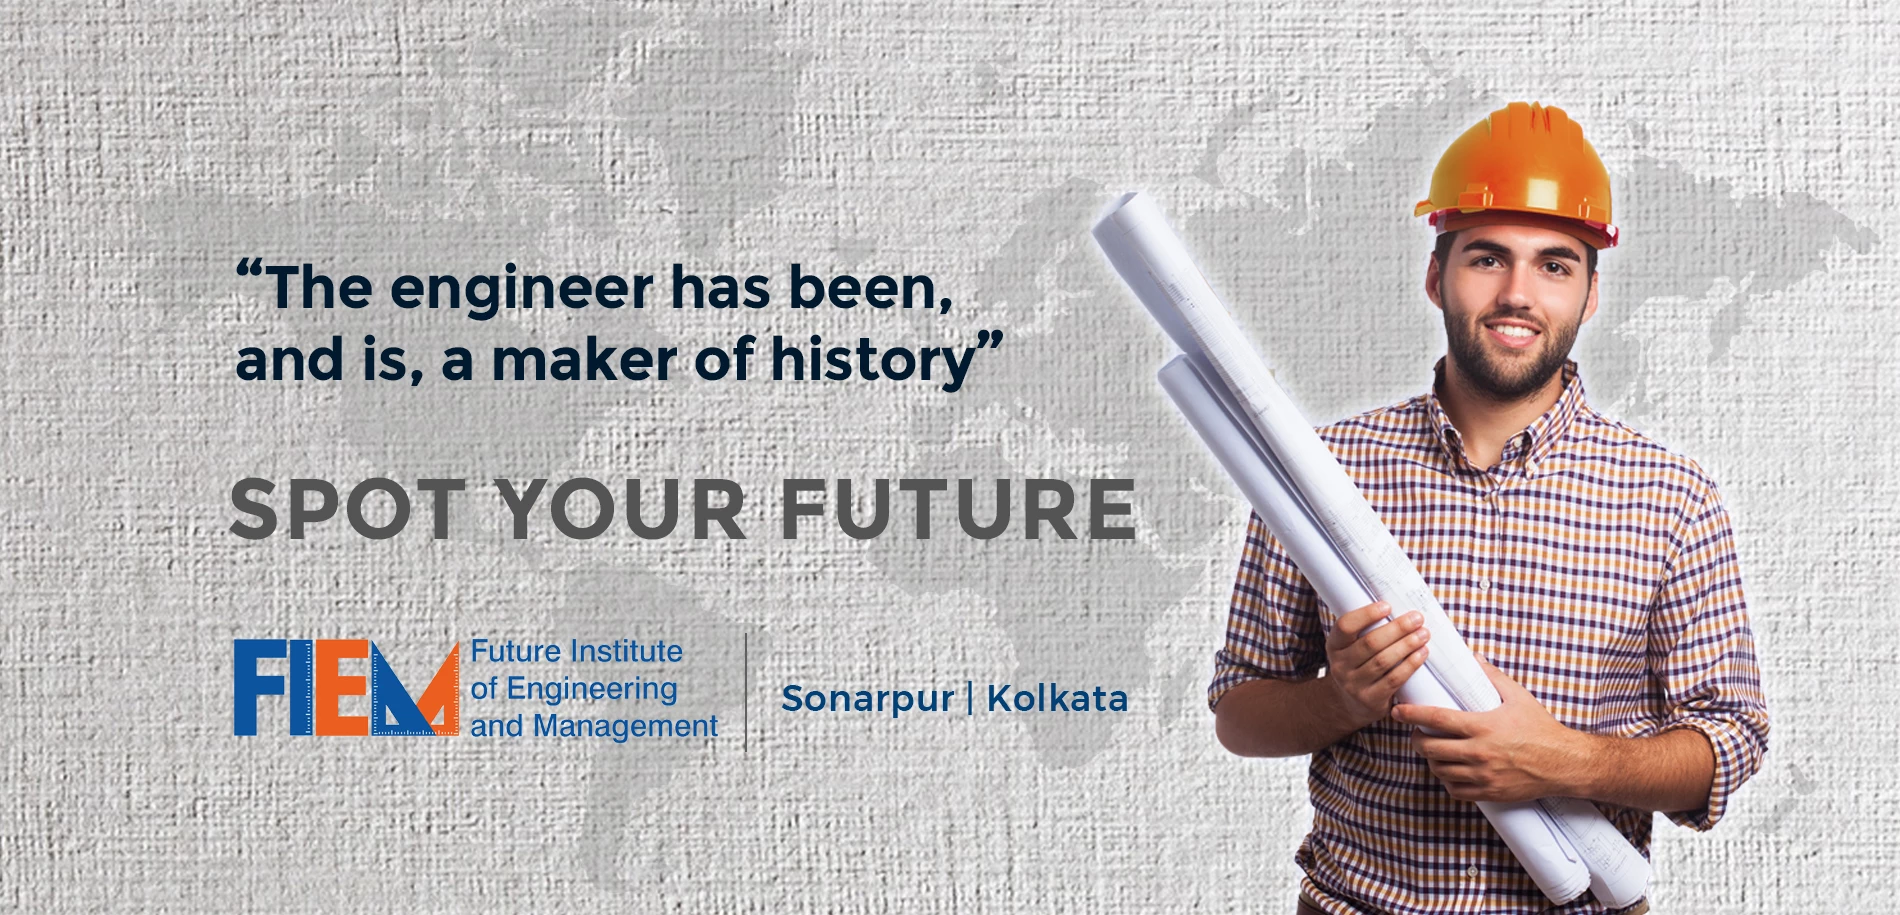 “The engineer has been,
and is, a maker of history”
SPOT YOUR FUTURE
FIEM
Future Institute
of Engineering
and Management
Sonarpur | Kolkata